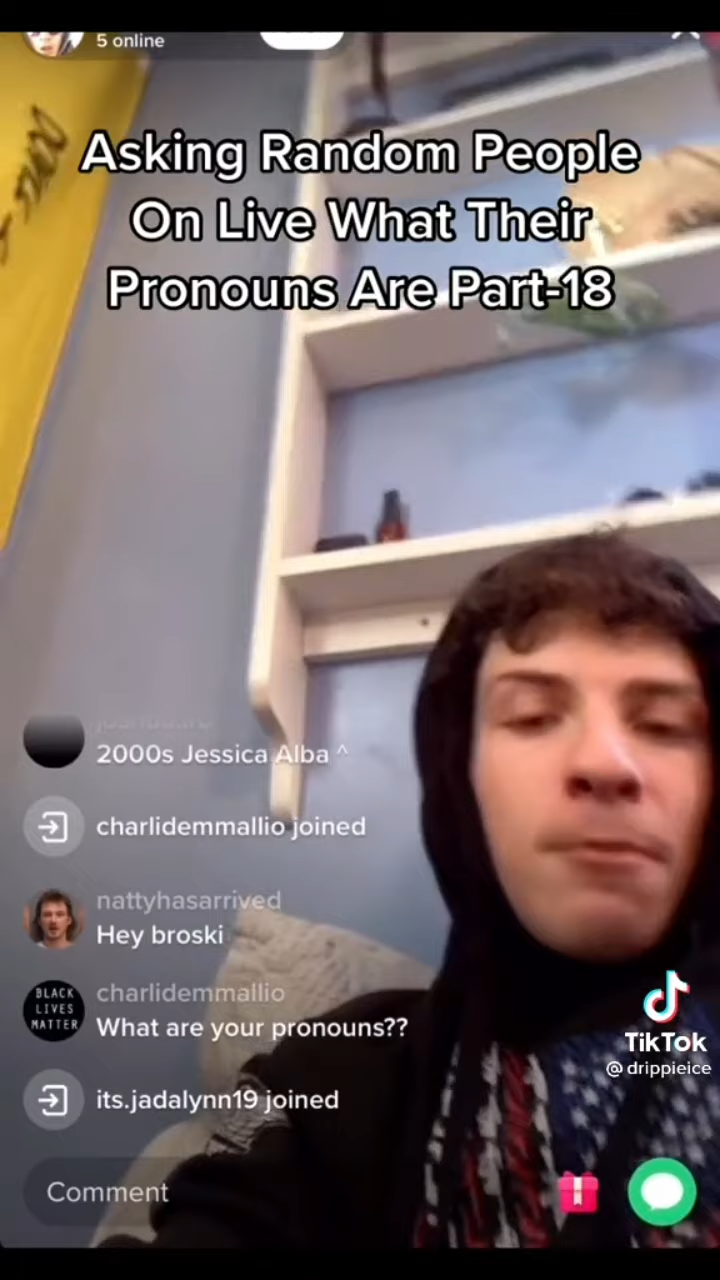 5 online
Asking Random People
On Live What Their
Pronouns Are Part-18
2000s Jessica Alba ^
charlidemmallio joined
nattyhasarrived
Hey broski
BLACK
LIVES
MATTER
charlidemmallio
What are your pronouns??
its.jadalynn19 joined
Comment
TikTok
@ drippieice